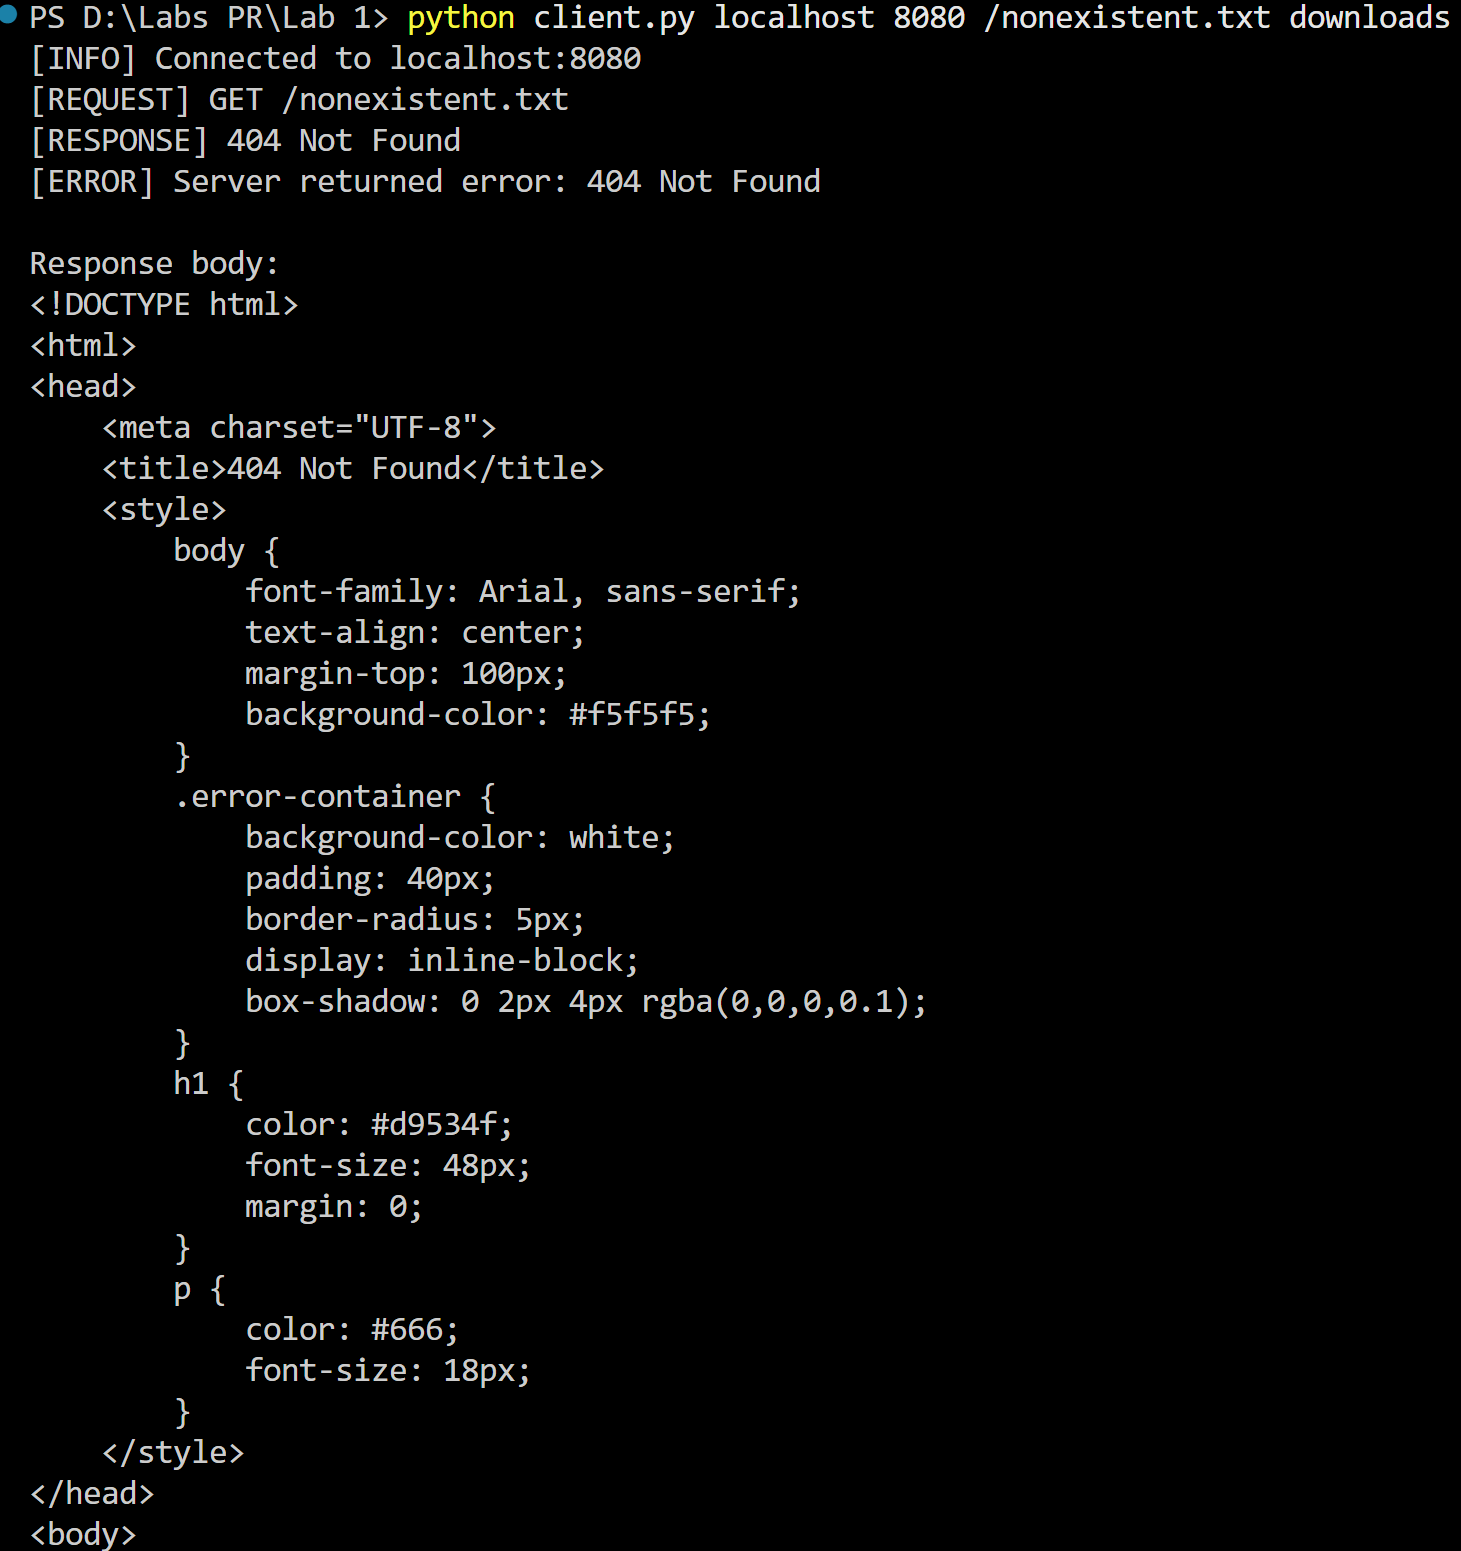 PS D:\Labs PR\Lab 1> python client.py localhost 8080 /nonexistent.txt downloads
[INFO] Connected to localhost:8080
[REQUEST] GET /nonexistent.txt
[RESPONSE] 404 Not Found
[ERROR] Server returned error: 404 Not Found

Response body:
<!DOCTYPE html>
<html>
<head>
    <meta charset="UTF-8">
    <title>404 Not Found</title>
    <style>
        body {
            font-family: Arial, sans-serif;
            text-align: center;
            margin-top: 100px;
            background-color: #f5f5f5;
        }
        .error-container {
            background-color: white;
            padding: 40px;
            border-radius: 5px;
            display: inline-block;
            box-shadow: 0 2px 4px rgba(0,0,0,0.1);
        }
        h1 {
            color: #d9534f;
            font-size: 48px;
            margin: 0;
        }
        p {
            color: #666;
            font-size: 18px;
        }
    </style>
</head>
<body>